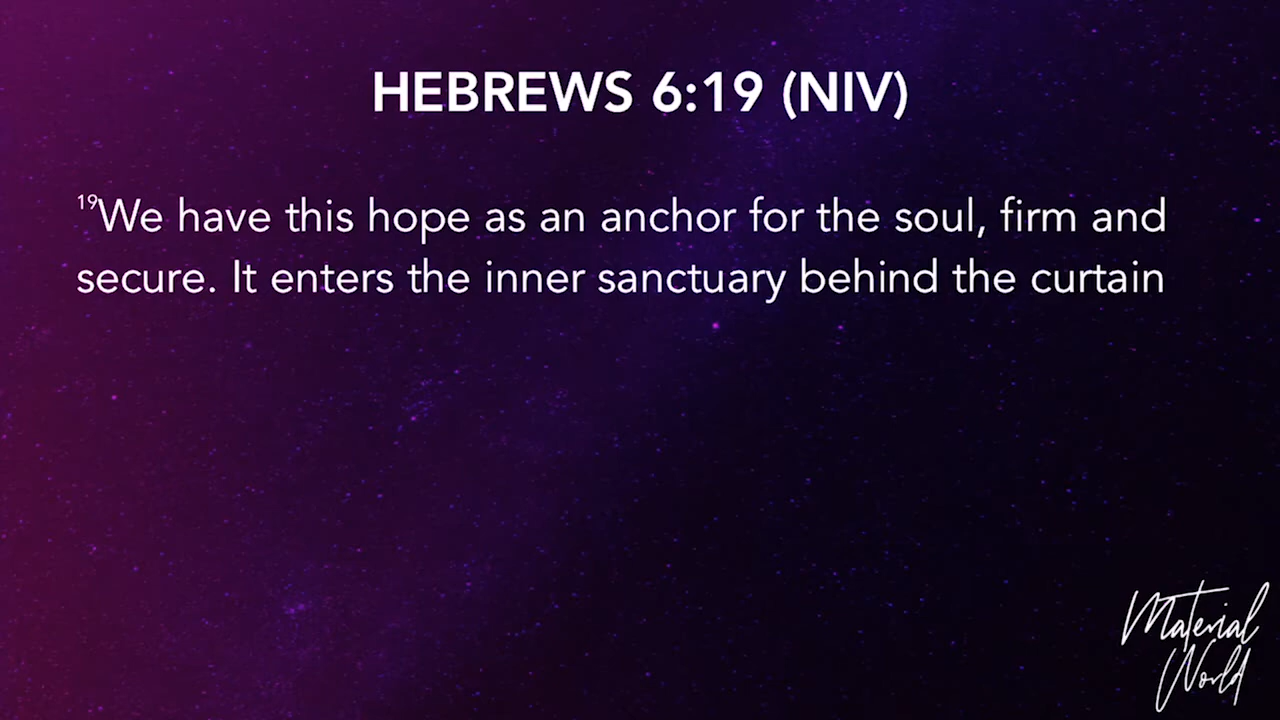 HEBREWS 6:19 (NIV)
19We have this hope as an anchor for the soul, firm and
secure. It enters the inner sanctuary behind the curtain
Material
World